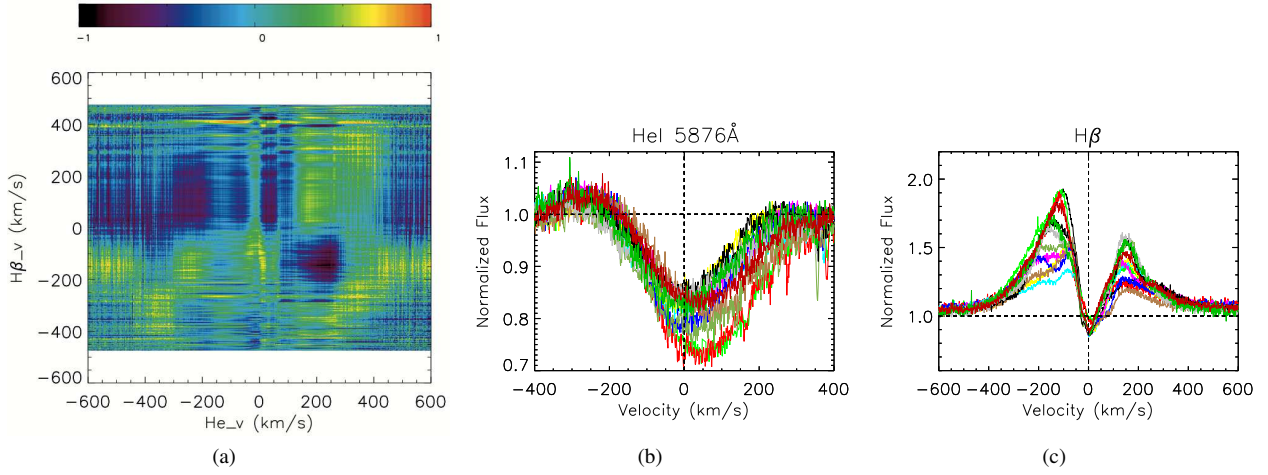 -1 0 1
600
400
200
0
−200
−400
−600
Hβ_v (km/s)
−600 −400 −200 0 200 400 600
He_v (km/s)
(a)
HeI 5876Å
1.1
1.0
0.9
0.8
0.7
Normalized Flux
−400 −200 0 200 400
Velocity (km/s)
(b)
Hβ
2.0
1.5
1.0
Normalized Flux
−600 −400 −200 0 200 400 600
Velocity (km/s)
(c)